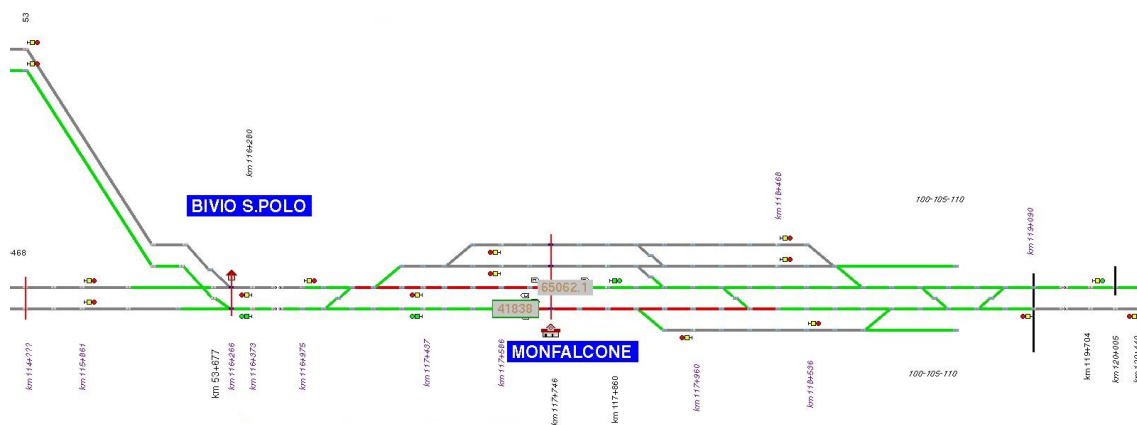 53
km 116+280
BIVIO S.POLO
km 118+468
100-105-110
km 119+090
468
65062.1
41838
MONFALCONE
km 114+???
km 115+861
km 53+677
km 116+266
km 116+373
km 116+975
km 117+437
km 117+586
km 117+746
km 117+860
km 117+960
km 118+536
100-105-110
km 119+704
km 120+005